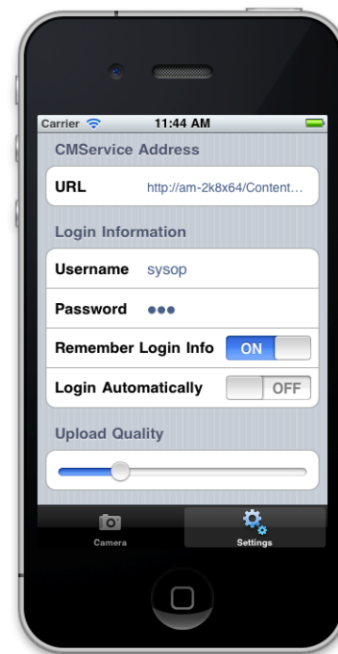 Carrier 11:44 AM
CMService Address
URL http://am-2k8x64/Content...
Login Information
Username sysop
Password •••
Remember Login Info ON
Login Automatically OFF
Upload Quality
Camera Settings